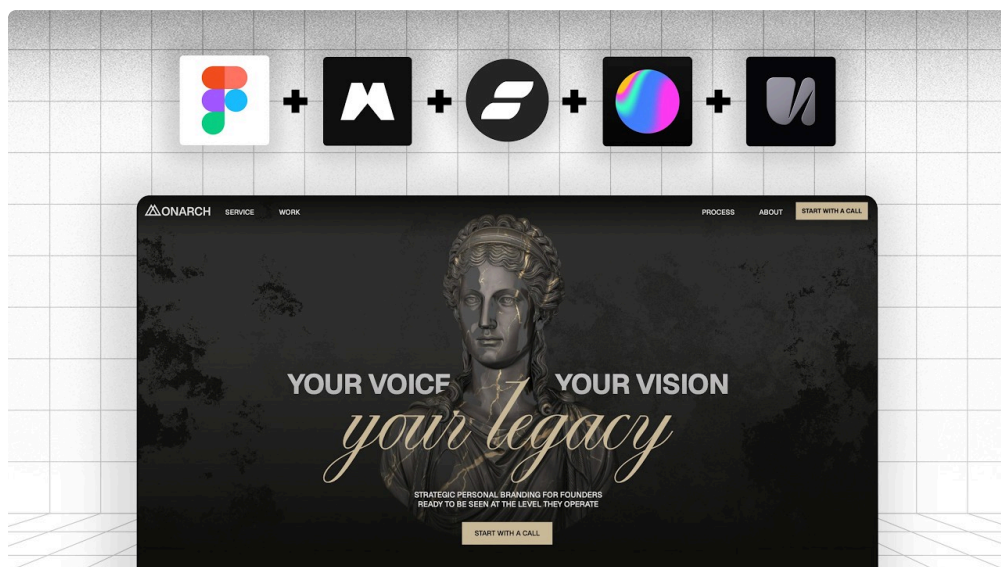 MONARCH
SERVICE
WORK
PROCESS
ABOUT
START WITH A CALL
YOUR VOICE
YOUR VISION
your legacy
STRATEGIC PERSONAL BRANDING FOR FOUNDERS
READY TO BE SEEN AT THE LEVEL THEY OPERATE
START WITH A CALL